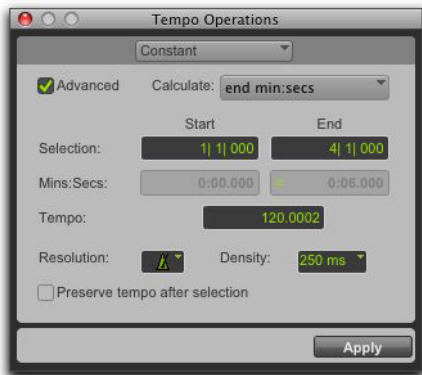 Tempo Operations
Constant
Advanced Calculate: end min:secs
Start End
Selection: 1| 1| 000 4| 1| 000
Mins:Secs: 0:00.000 = 0:06.000
Tempo: 120.0002
Resolution: Density: 250 ms
Preserve tempo after selection
Apply